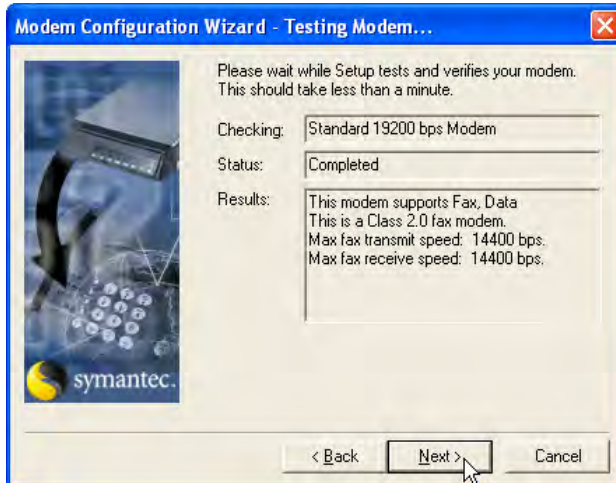 Modem Configuration Wizard - Testing Modem...
Please wait while Setup tests and verifies your modem.
This should take less than a minute.
Checking: Standard 19200 bps Modem
Status: Completed
Results: This modem supports Fax, Data
This is a Class 2.0 fax modem.
Max fax transmit speed: 14400 bps.
Max fax receive speed: 14400 bps.
symantec.
< Back Next > Cancel